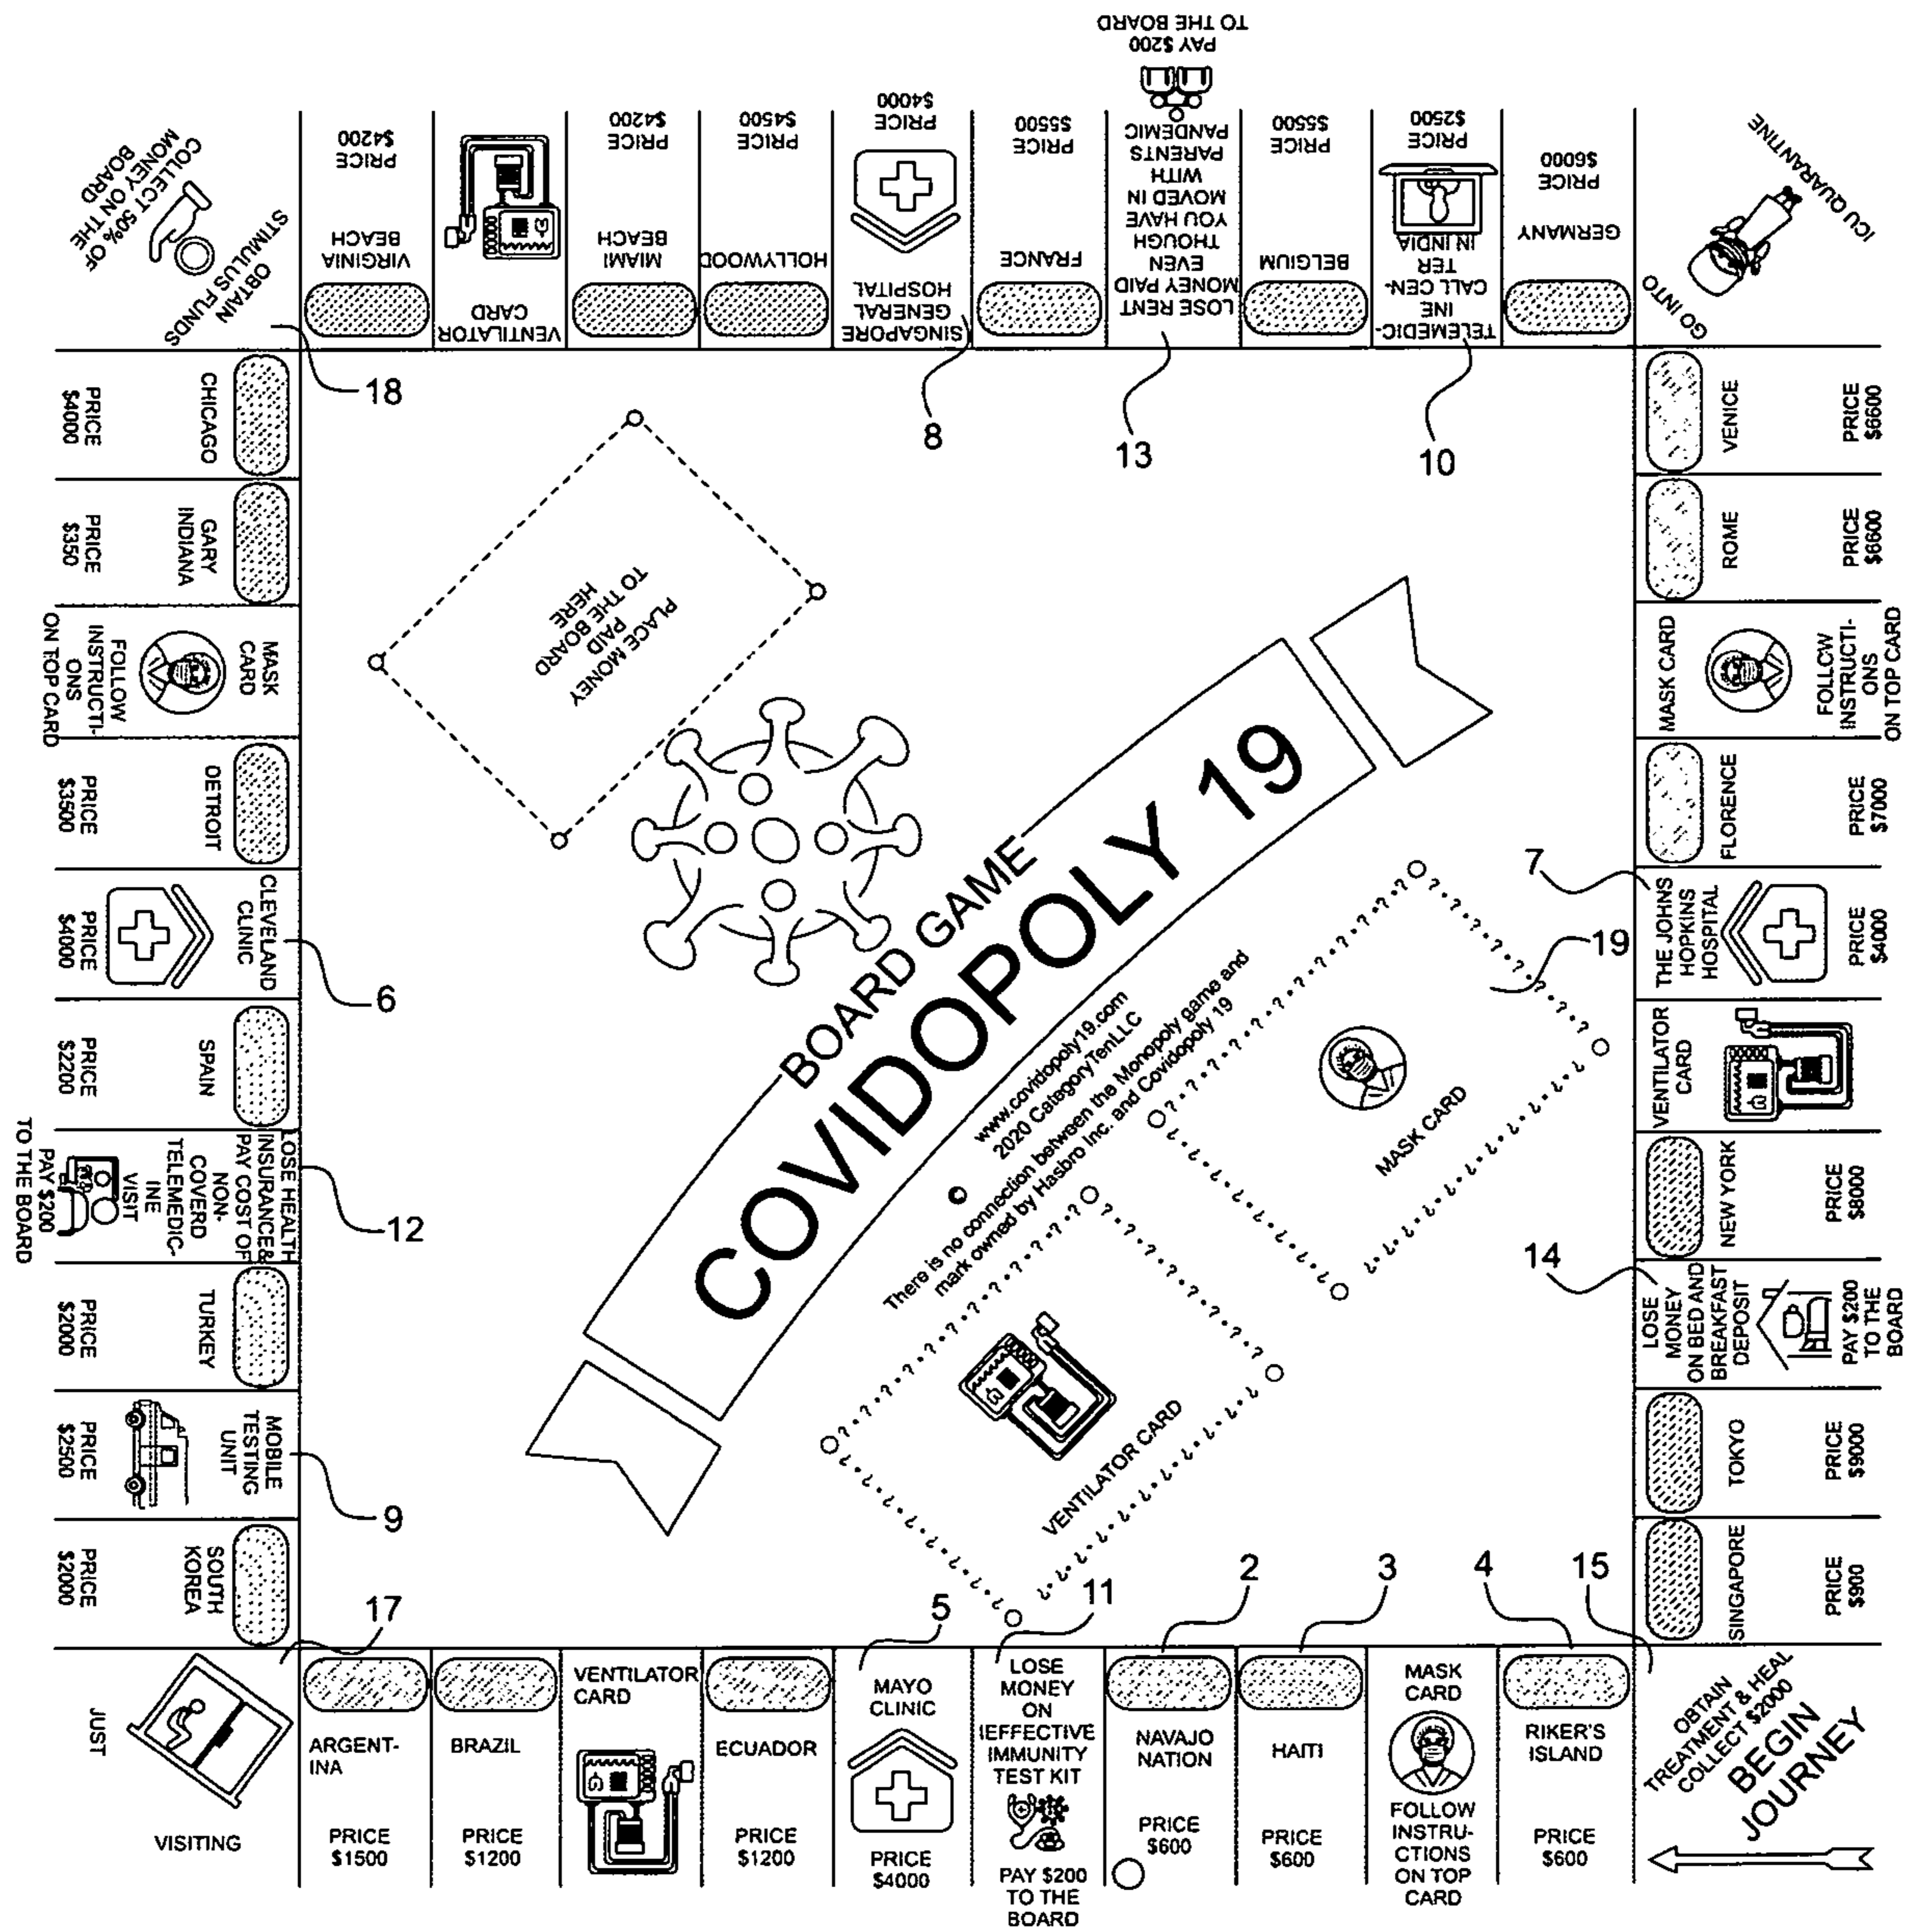 OBTAIN
STIMULUS FUNDS
COLLECT 50% OF
MONEY ON THE
BOARD
18
VIRGINIA
BEACH
PRICE
$4200
VENTILATOR
CARD
MIAMI
BEACH
PRICE
$4200
HOLLYWOOD
PRICE
$4500
SINGAPORE
GENERAL
HOSPITAL
PRICE
$4000
8
FRANCE
PRICE
$5500
LOSE RENT
MONEY PAID
EVEN
THOUGH
YOU HAVE
MOVED IN
WITH
PARENTS
PANDEMIC
PAY $200
TO THE BOARD
13
BELGIUM
PRICE
$5500
TELEMEDIC-
INE
CALL CEN-
TER
IN INDIA
PRICE
$2500
10
GERMANY
PRICE
$6000
GO INTO
ICU QUARANTINE
CHICAGO
PRICE
$4000
GARY
INDIANA
PRICE
$350
MASK
CARD
FOLLOW
INSTRUCTI-
ONS
ON TOP CARD
DETROIT
PRICE
$3500
CLEVELAND
CLINIC
PRICE
$4000
6
SPAIN
PRICE
$2200
LOSE HEALTH
INSURANCE&
PAY COST OF
NON-
COVERD
TELEMEDIC-
INE
VISIT
PAY $200
TO THE BOARD
12
TURKEY
PRICE
$2000
MOBILE
TESTING
UNIT
PRICE
$2500
9
SOUTH
KOREA
PRICE
$2000
17
PLACE MONEY
PAID
TO THE BOARD
HERE
BOARD GAME
COVIDOPOLY 19
www.covidopoly19.com
2020 CategoryTenLLC
There is no connection between the Monopoly game and
mark owned by Hasbro Inc. and Covidopoly 19
MASK CARD
19
VENTILATOR CARD
VENICE
PRICE
$6600
ROME
PRICE
$6600
MASK CARD
FOLLCW
INSTRUCTI-
ONS
ON TOP CARD
FLORENCE
PRICE
$7000
7
THE JOHNS
HOPKINS
HOSPITAL
PRICE
$4000
VENTILATOR
CARD
NEW YORK
PRICE
$8000
14
LOSE
MONEY
ON BED AND
BREAKFAST
DEPOSIT
PAY $200
TO THE
BOARD
TOKYO
PRICE
$9000
SINGAPORE
PRICE
$900
JUST
VISITING
ARGENT-
INA
PRICE
$1500
BRAZIL
PRICE
$1200
VENTILATOR
CARD
ECUADOR
PRICE
$1200
5
MAYO
CLINIC
PRICE
$4000
11
LOSE
MONEY
ON
IEFFECTIVE
IMMUNITY
TEST KIT
PAY $200
TO THE
BOARD
2
NAVAJO
NATION
PRICE
$600
3
HAITI
PRICE
$600
MASK
CARD
FOLLOW
INSTRU-
CTIONS
ON TOP
CARD
4
RIKER'S
ISLAND
PRICE
$600
15
OBTAIN
TREATMENT & HEAL
COLLECT $2000
BEGIN
JOURNEY